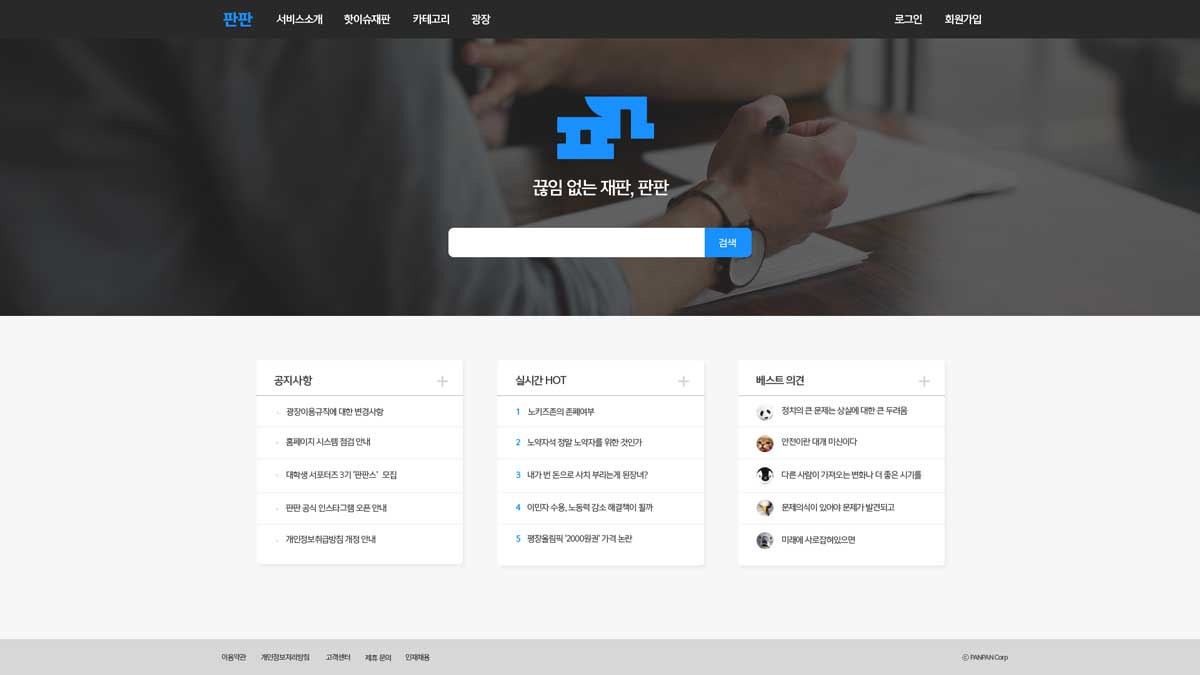 판판 서비스소개 핫이슈재판 카테고리 광장 로그인 회원가입
판
끊임 없는 재판, 판판
검색
공지사항
광장이용규칙에 대한 변경사항
홈페이지 시스템 점검 안내
대학생 서포터즈 3기 '판판스' 모집
판판 공식 인스타그램 오픈 안내
개인정보취급방침 개정 안내
실시간 HOT
1 노키즈존의 존폐여부
2 노약자석 정말 노약자를 위한 것인가
3 내가 번 돈으로 사치 부리는게 된장녀?
4 이민자 수용, 노동력 감소 해결책이 될까
5 평창올림픽 '2000원권' 가격 논란
베스트 의견
정치의 큰 문제는 상실에 대한 큰 두려움
안전이란 대개 미신이다
다른 사람이 가져오는 변화나 더 좋은 시기를
문제의식이 있어야 문제가 발견되고
미래에 사로잡혀있으면
이용약관 개인정보처리방침 고객센터 제휴 문의 인재채용 ⓒ PANPAN Corp